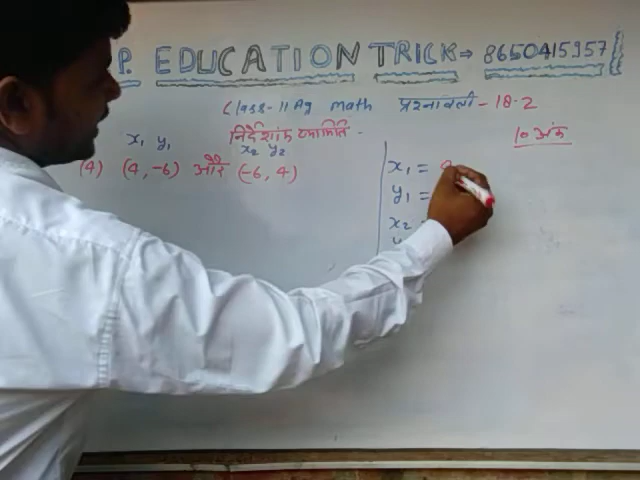 P. EDUCATION TRICK → 8650415957
Class-11 Ag math प्रश्नावली - 18.2
निर्देशांक ज्यामिति -
10 अंक
x₁ y₁ x₂ y₂
(4) (4, -6) और (-6, 4)
x₁ =
y₁ =
x₂